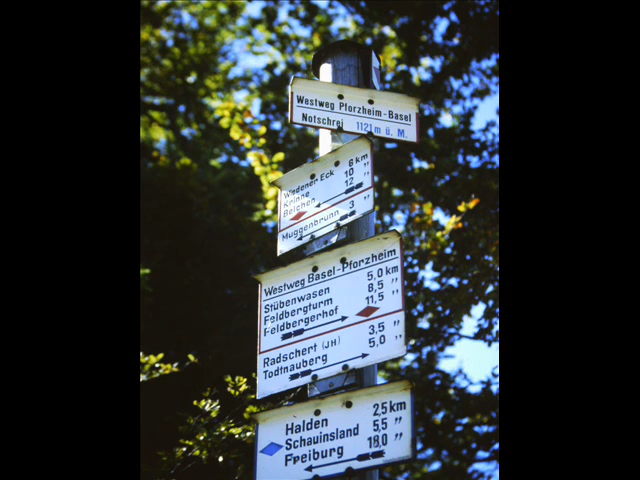 Westweg Pforzheim-Basel
Notschrei 1121 m ü. M.
Wiedener Eck 6 km
Krinne 10 "
Belchen 12 "
Muggenbrunn 3 "
Westweg Basel-Pforzheim
Stübenwasen 5,0 km
Feldbergturm 8,5 "
Feldbergerhof 11,5 "
Radschert (JH) 3,5 "
Todtnauberg 5,0 "
Halden 2,5 km
Schauinsland 5,5 "
Freiburg 18,0 "